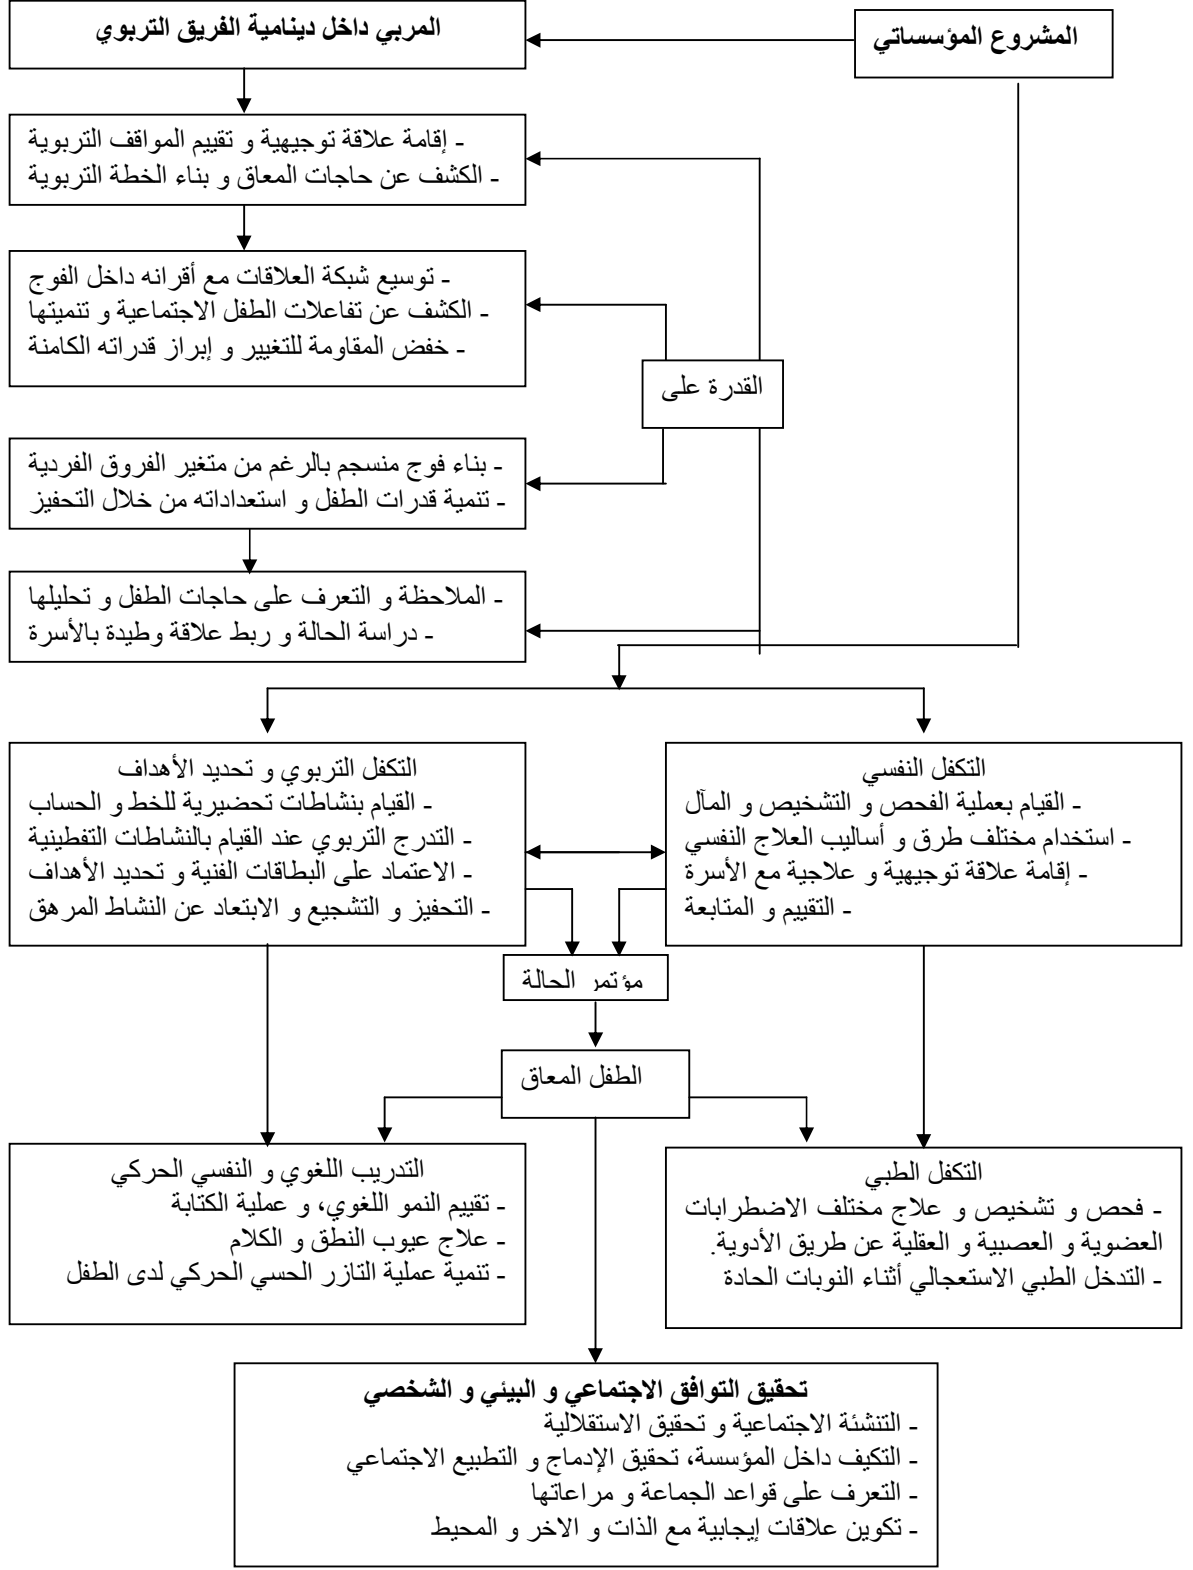 المشروع المؤسساتي
المربي داخل دينامية الفريق التربوي
- إقامة علاقة توجيهية و تقييم المواقف التربوية
- الكشف عن حاجات المعاق و بناء الخطة التربوية
- توسيع شبكة العلاقات مع أقرانه داخل الفوج
- الكشف عن تفاعلات الطفل الاجتماعية و تنميتها
- خفض المقاومة للتغيير و إبراز قدراته الكامنة
القدرة على
- بناء فوج منسجم بالرغم من متغير الفروق الفردية
- تنمية قدرات الطفل و استعداداته من خلال التحفيز
- الملاحظة و التعرف على حاجات الطفل و تحليلها
- دراسة الحالة و ربط علاقة وطيدة بالأسرة
التكفل النفسي
- القيام بعملية الفحص و التشخيص و المآل
- استخدام مختلف طرق و أساليب العلاج النفسي
- إقامة علاقة توجيهية و علاجية مع الأسرة
- التقييم و المتابعة
التكفل التربوي و تحديد الأهداف
- القيام بنشاطات تحضيرية للخط و الحساب
- التدرج التربوي عند القيام بالنشاطات التفطينية
- الاعتماد على البطاقات الفنية و تحديد الأهداف
- التحفيز و التشجيع و الابتعاد عن النشاط المرهق
مؤتمر الحالة
الطفل المعاق
التكفل الطبي
- فحص و تشخيص و علاج مختلف الاضطرابات
العضوية و العصبية و العقلية عن طريق الأدوية.
- التدخل الطبي الاستعجالي أثناء النوبات الحادة
التدريب اللغوي و النفسي الحركي
- تقييم النمو اللغوي، و عملية الكتابة
- علاج عيوب النطق و الكلام
- تنمية عملية التازر الحسي الحركي لدى الطفل
تحقيق التوافق الاجتماعي و البيئي و الشخصي
- التنشئة الاجتماعية و تحقيق الاستقلالية
- التكيف داخل المؤسسة، تحقيق الإدماج و التطبيع الاجتماعي
- التعرف على قواعد الجماعة و مراعاتها
- تكوين علاقات إيجابية مع الذات و الاخر و المحيط